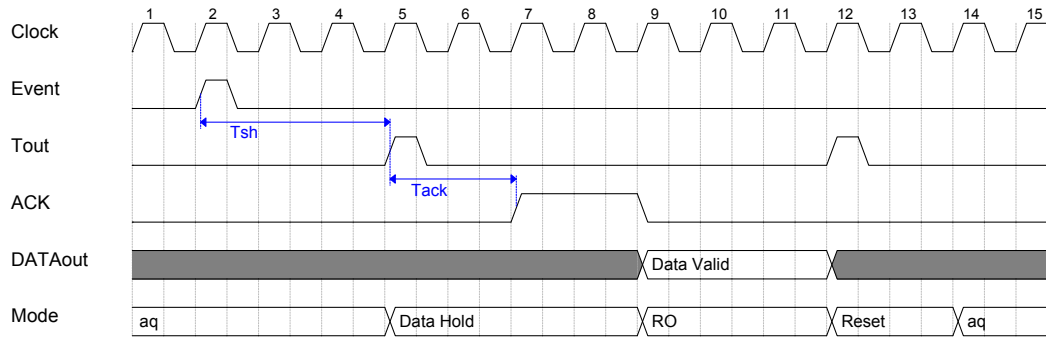 1 2 3 4 5 6 7 8 9 10 11 12 13 14 15
Clock
Event
Tsh
Tout
Tack
ACK
DATAout Data Valid
Mode aq Data Hold RO Reset aq